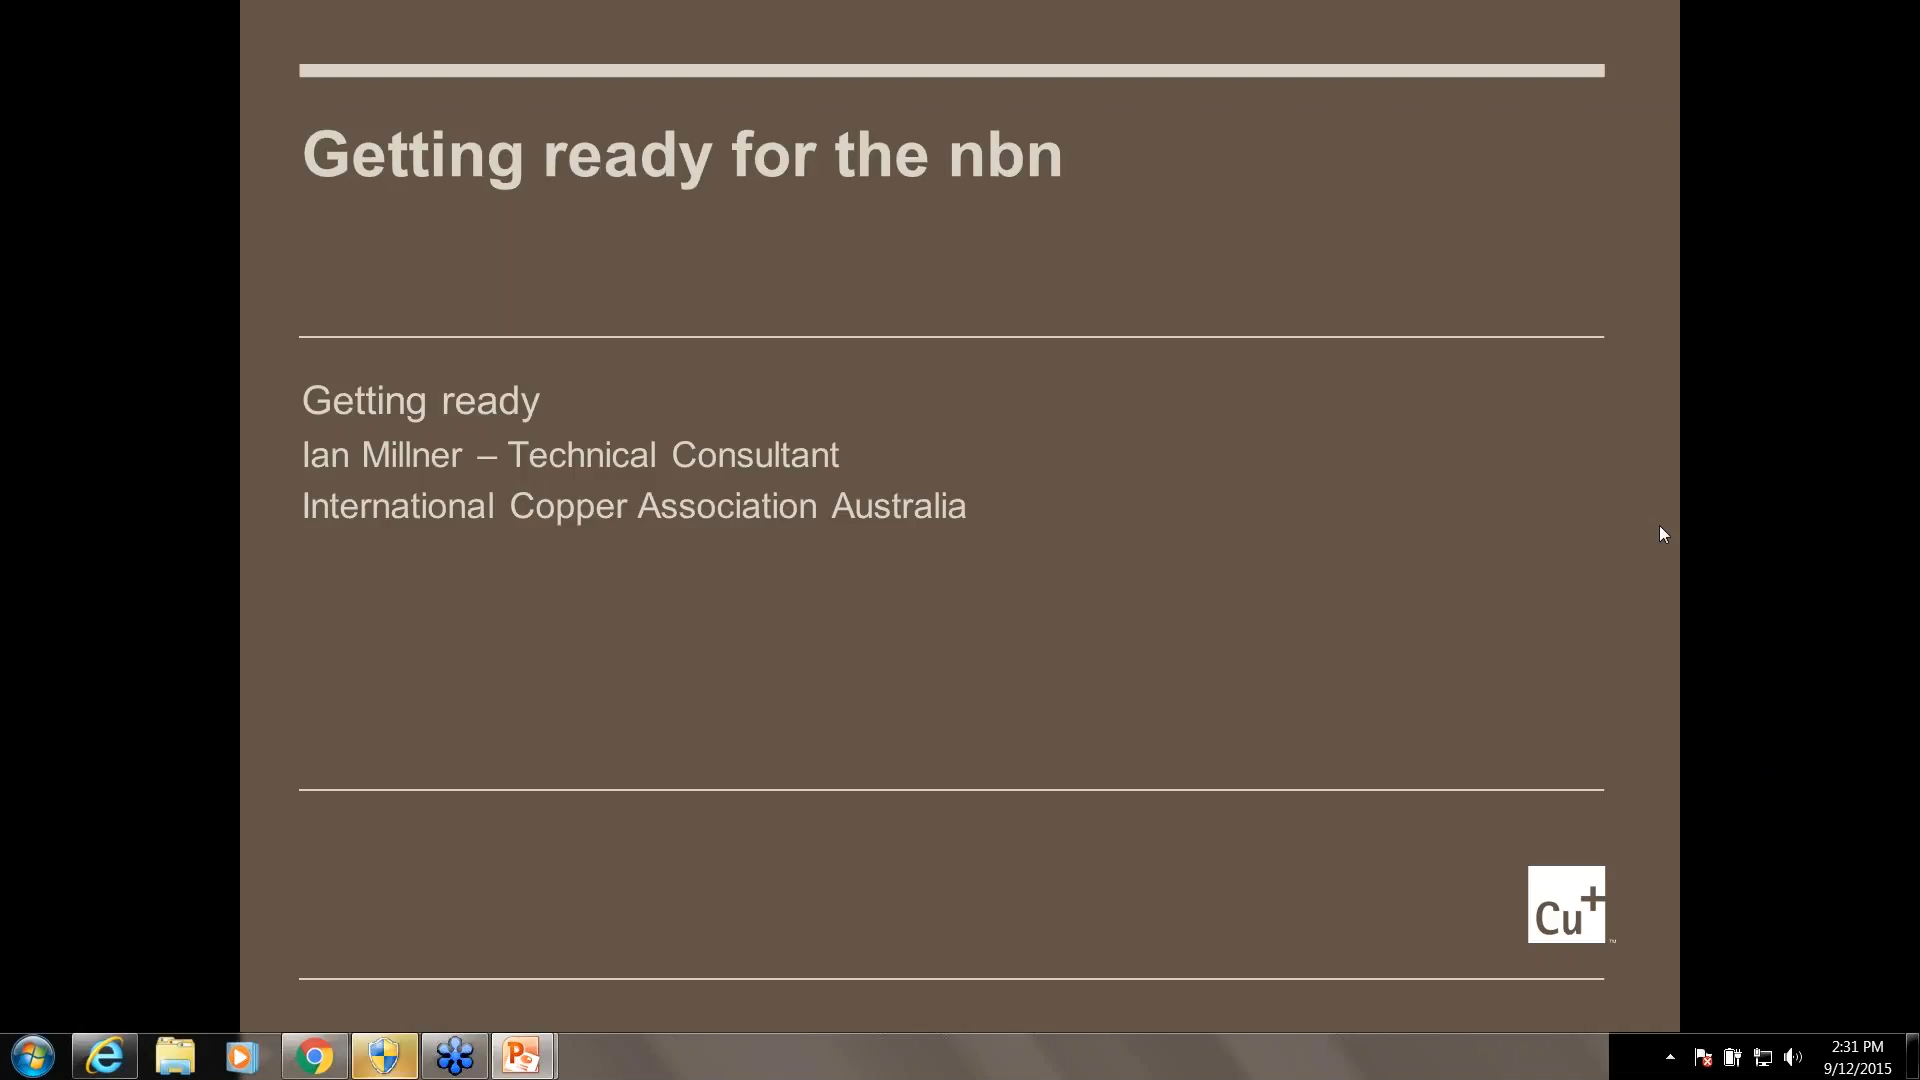 Getting ready for the nbn
Getting ready
Ian Millner – Technical Consultant
International Copper Association Australia
Cu+
™
2:31 PM
9/12/2015